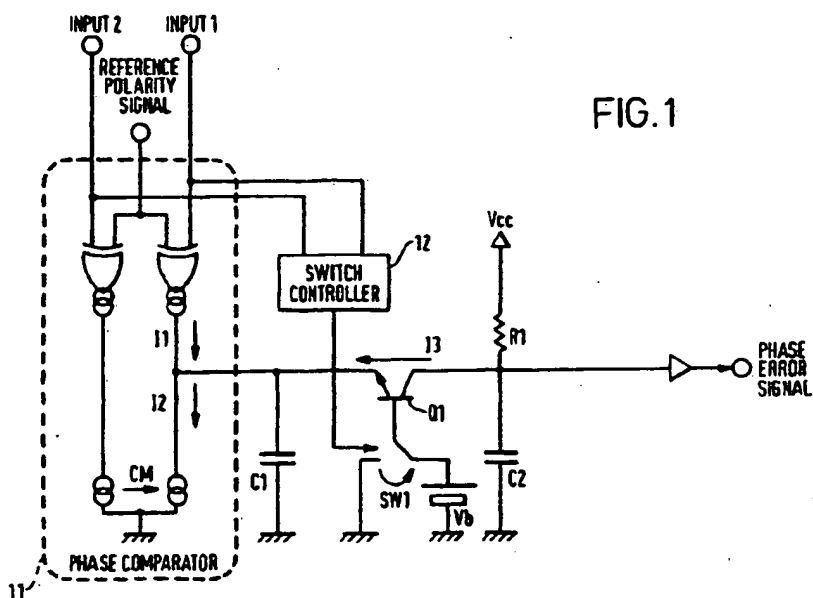 INPUT 2
INPUT 1
REFERENCE
POLARITY
SIGNAL
FIG.1
Vcc
12
SWITCH
CONTROLLER
R1
I1
I3
PHASE
ERROR
SIGNAL
I2
Q1
C1
CM
SW1
Vb
C2
PHASE COMPARATOR
11